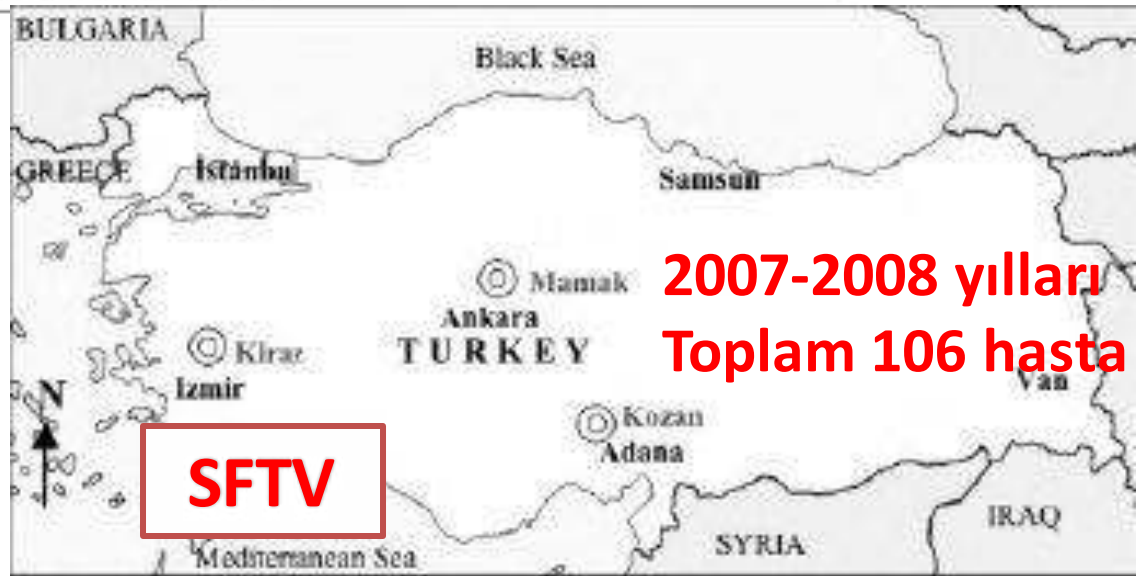 BULGARIA
Black Sea
GREECE
İstanbul
Samsun
Mamak
Ankara
2007-2008 yılları
Toplam 106 hasta
Kiraz
TURKEY
Izmir
Van
N
Kozan
Adana
SFTV
IRAQ
SYRIA
Mediterranean Sea